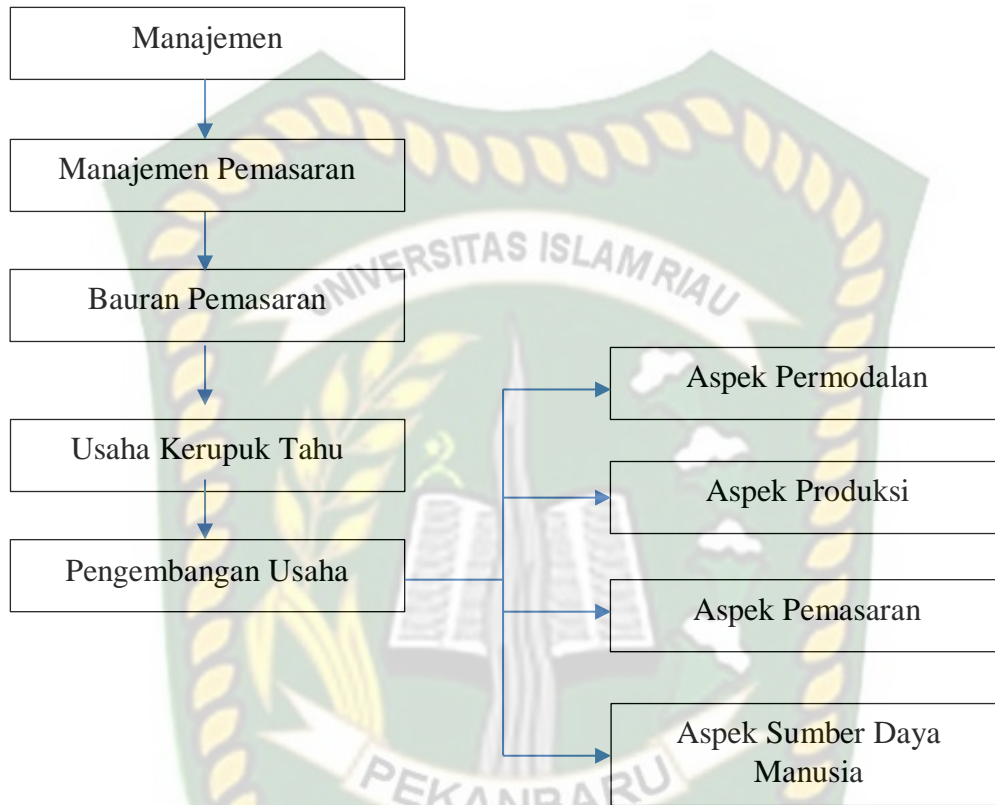 Manajemen
Manajemen Pemasaran
Bauran Pemasaran
Usaha Kerupuk Tahu
Pengembangan Usaha
Aspek Permodalan
Aspek Produksi
Aspek Pemasaran
Aspek Sumber Daya
Manusia
UNIVERSITAS ISLAM RIAU
PEKANBARU